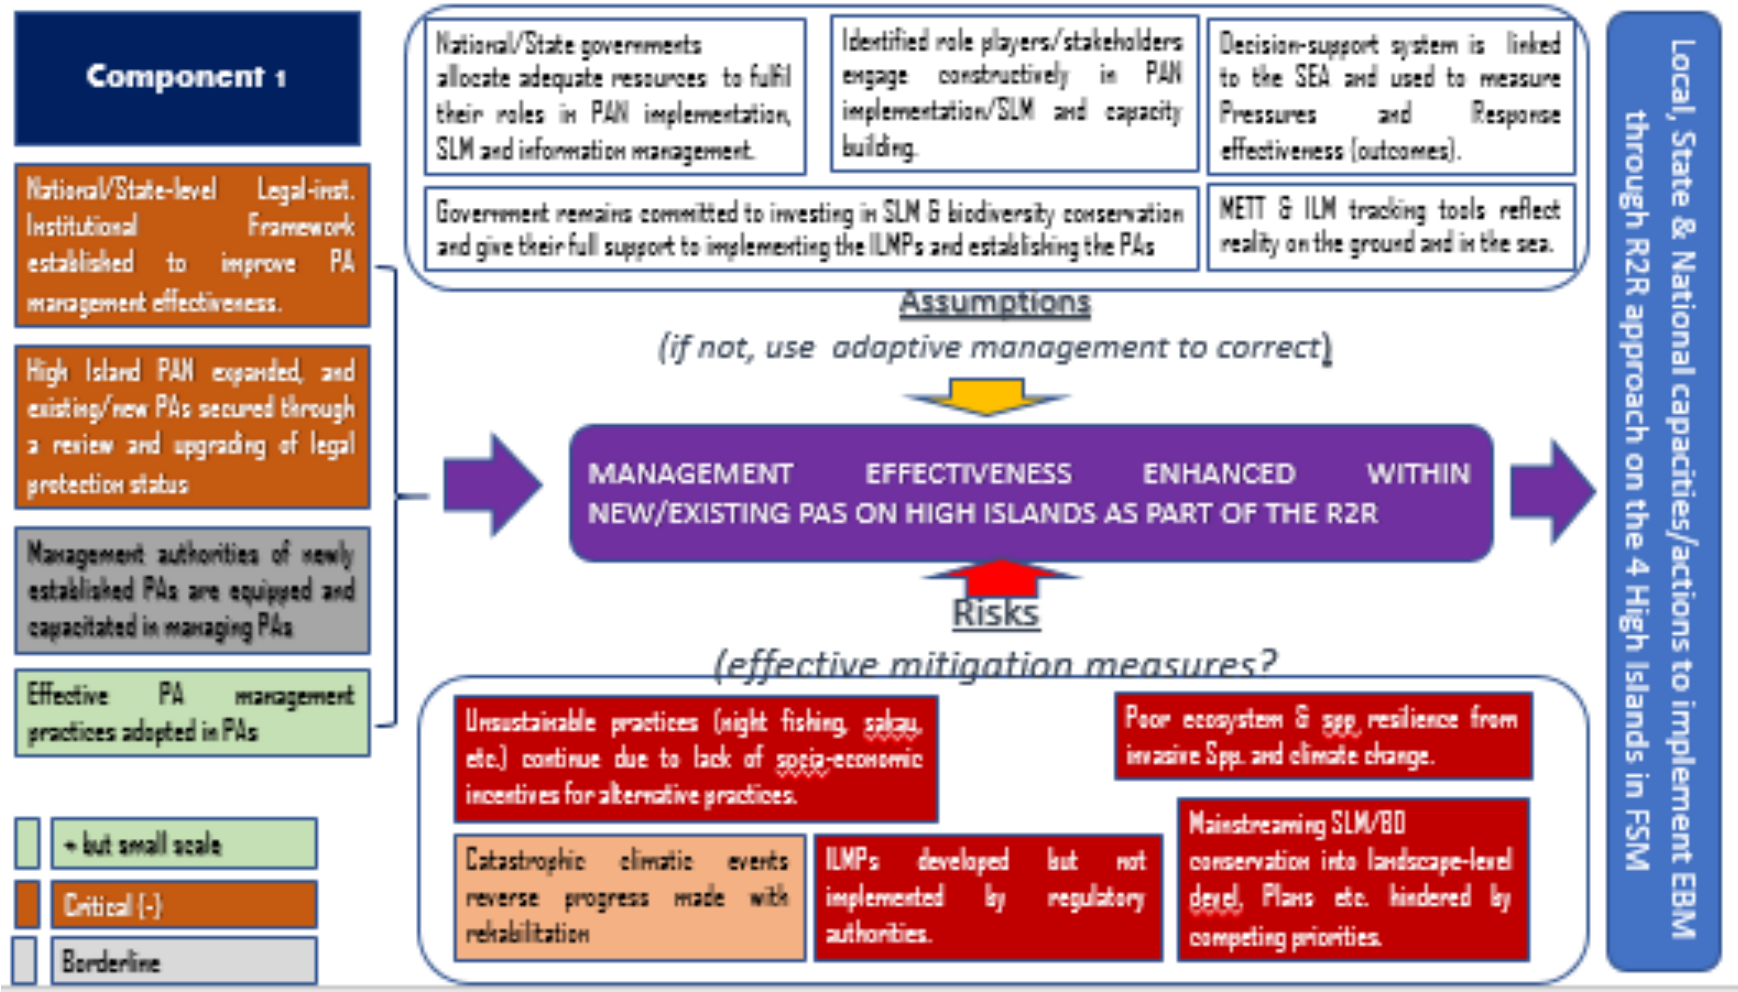 Component 1
National/State-level Legal-inst.
Institutional Framework
established to improve PA
management effectiveness.
High Island PAN expanded, and
existing/new PAs secured through
a review and upgrading of legal
protection status
Management authorities of newly
established PAs are equipped and
capacitated in managing PAs
Effective PA management
practices adopted in PAs
+ but small scale
Critical (-)
Borderline
National/State governments
allocate adequate resources to fulfil
their roles in PAN implementation,
SLM and information management.
Identified role players/stakeholders
engage constructively in PAN
implementation/SLM and capacity
building.
Decision-support system is linked
to the SEA and used to measure
Pressures and Response
effectiveness (outcomes).
Government remains committed to investing in SLM & biodiversity conservation
and give their full support to implementing the ILMPs and establishing the PAs
METT & ILM tracking tools reflect
reality on the ground and in the sea.
Assumptions
(if not, use adaptive management to correct)
MANAGEMENT EFFECTIVENESS ENHANCED WITHIN
NEW/EXISTING PAS ON HIGH ISLANDS AS PART OF THE R2R
Risks
(effective mitigation measures?
Unsustainable practices (night fishing, sakau,
etc.) continue due to lack of socia-economic
incentives for alternative practices.
Poor ecosystem & spp. resilience from
invasive Spp. and climate change.
Catastrophic climatic events
reverse progress made with
rehabilitation
ILMPs developed but not
implemented by regulatory
authorities.
Mainstreaming SLM/BD
conservation into landscape-level
devel. Plans etc. hindered by
competing priorities.
Local, State & National capacities/actions to implement EBM
through R2R approach on the 4 High Islands in FSM